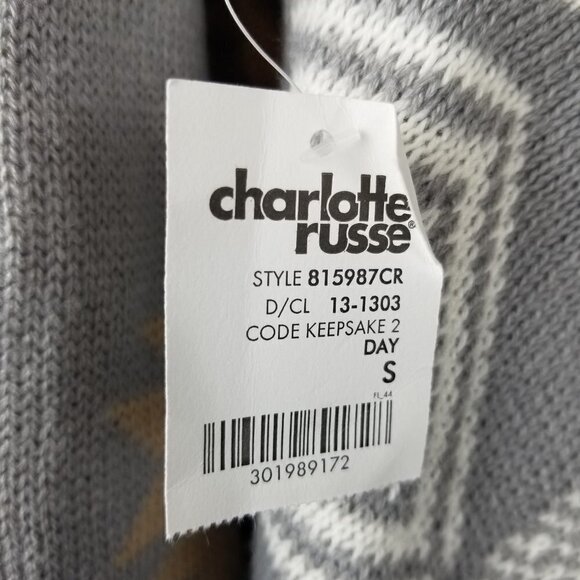 charlotte
russe®
STYLE 815987CR
D/CL 13-1303
CODE KEEPSAKE 2
DAY
S
FL_44
301989172